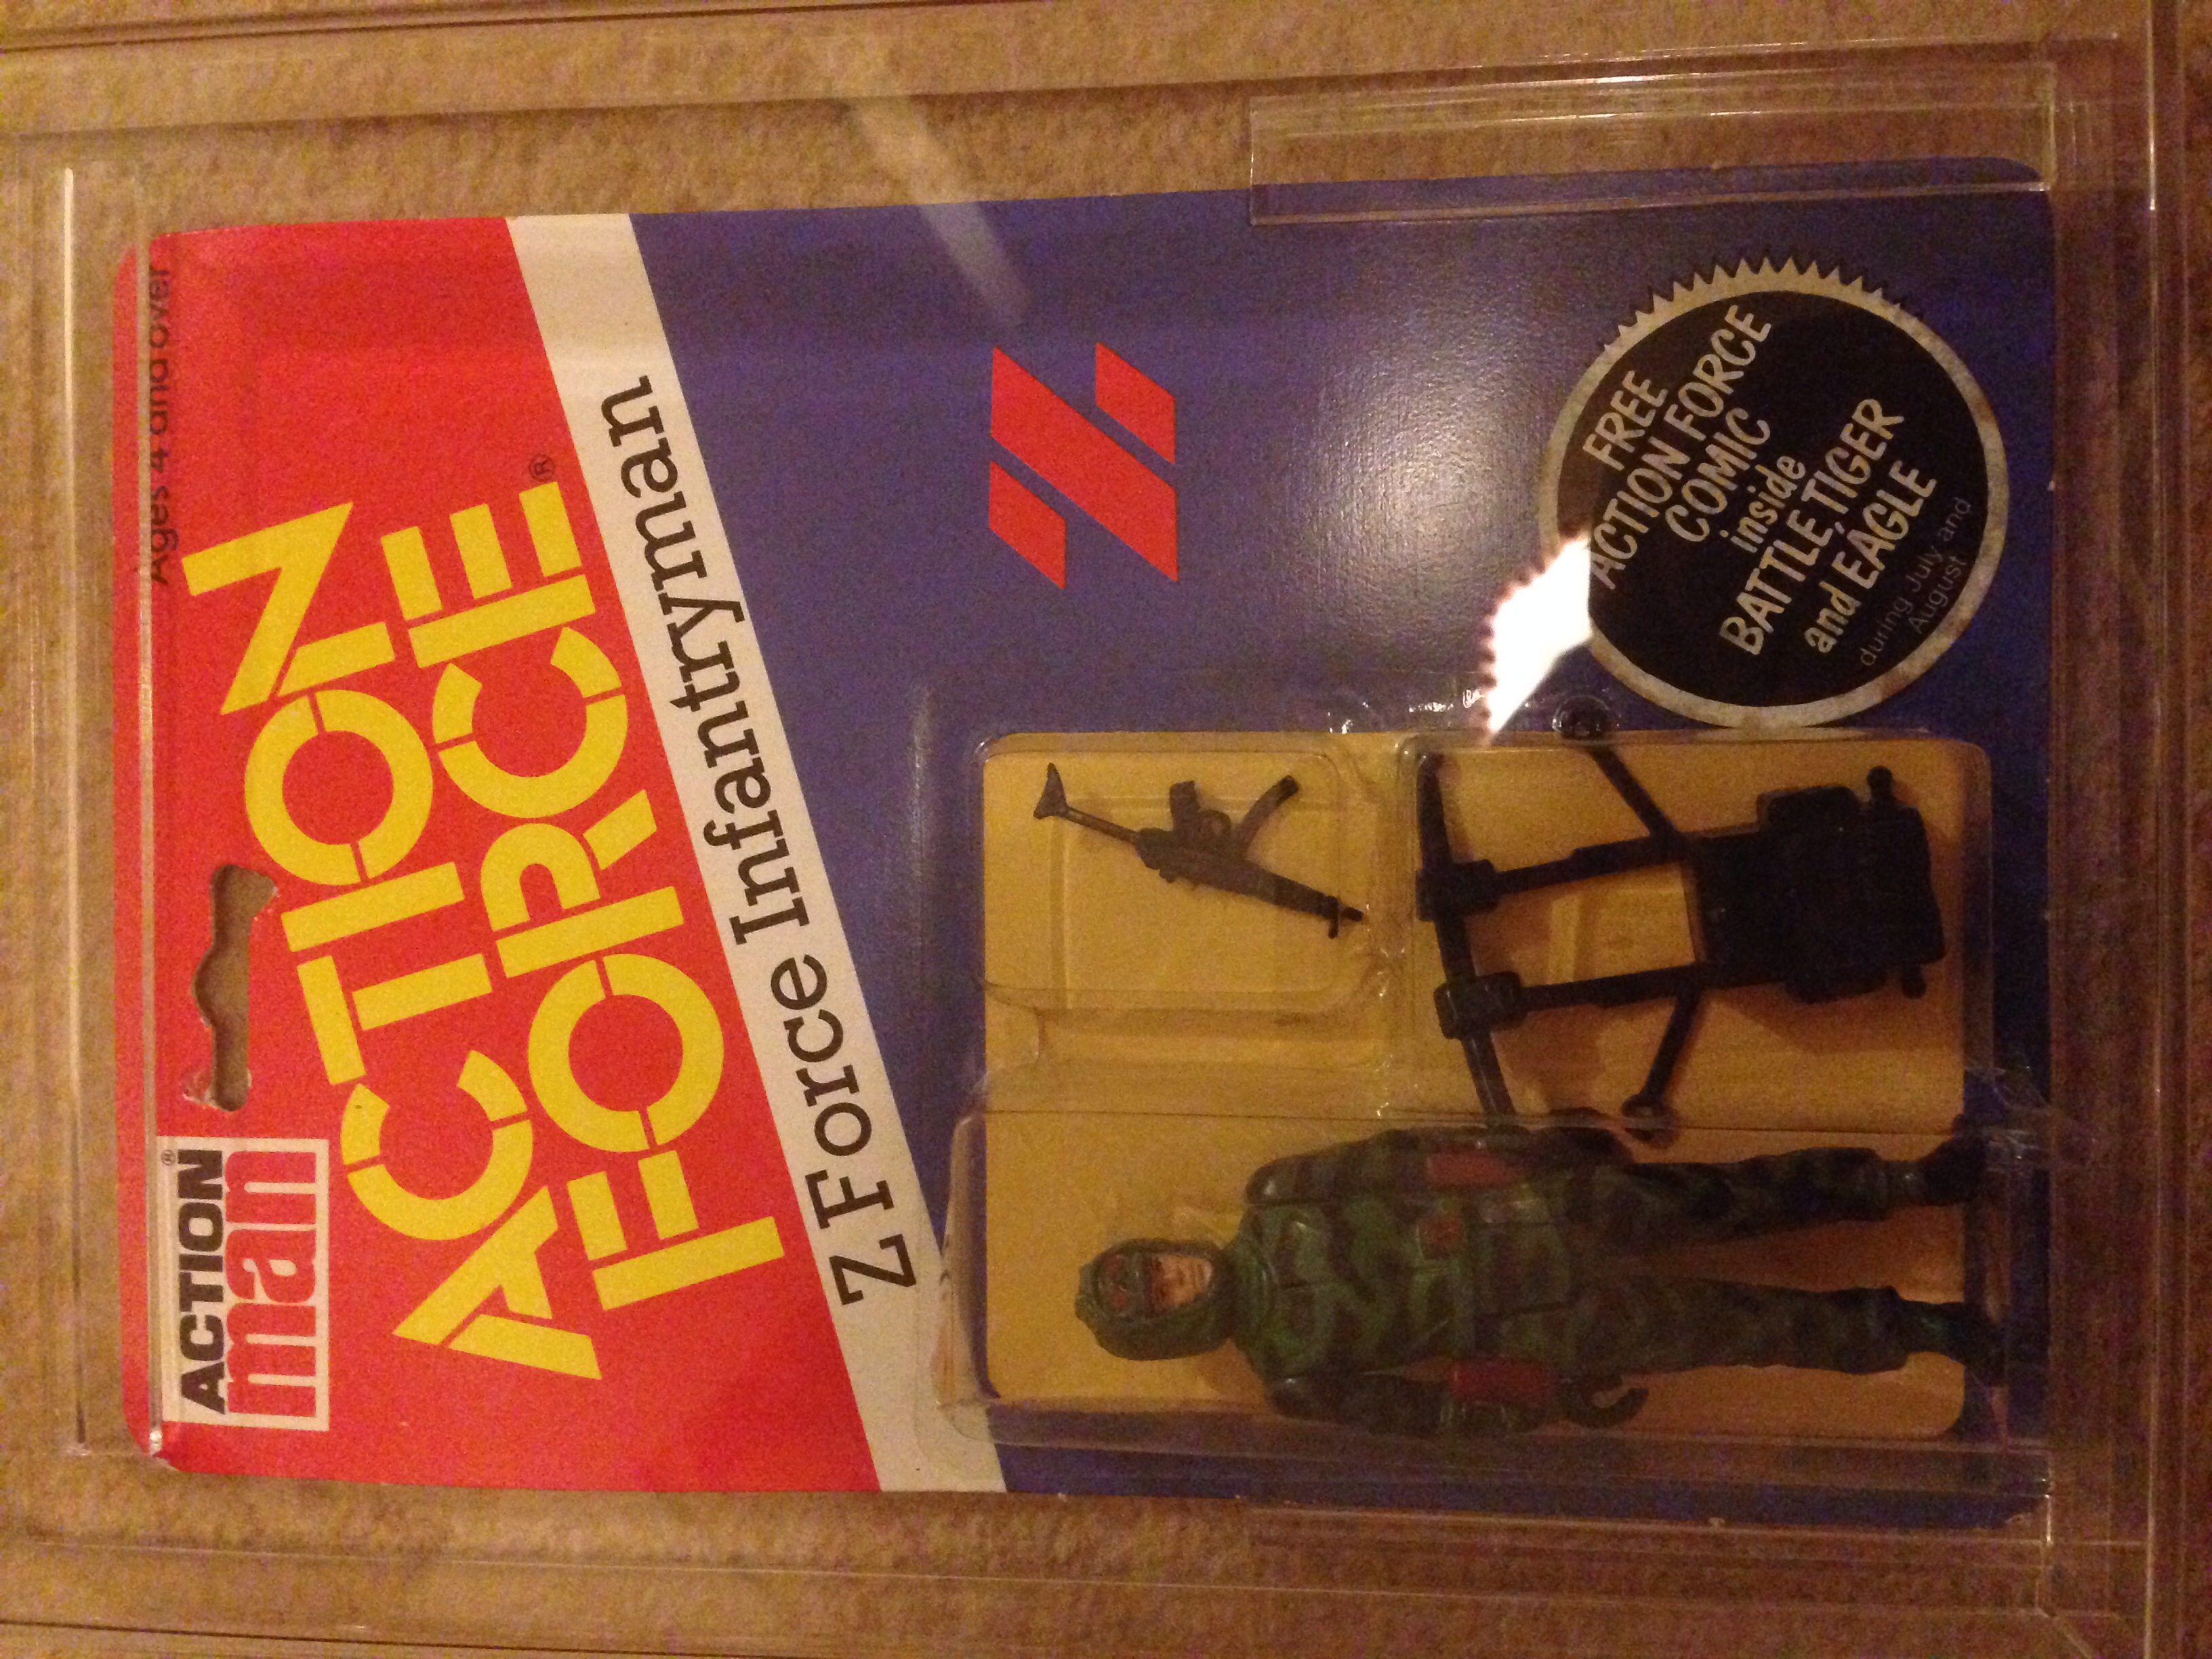 Ages 4 and over
ACTION®
man
ACTION
FORCE®
Z Force Infantryman
FREE
ACTION FORCE
COMIC
inside
BATTLE, TIGER
and EAGLE
during July and
August